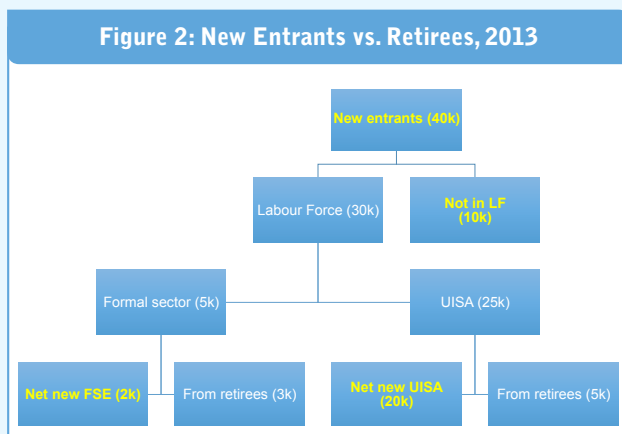 Figure 2: New Entrants vs. Retirees, 2013
New entrants (40k)
Labour Force (30k)
Not in LF
(10k)
Formal sector (5k)
UISA (25k)
Net new FSE (2k)
From retirees (3k)
Net new UISA
(20k)
From retirees (5k)